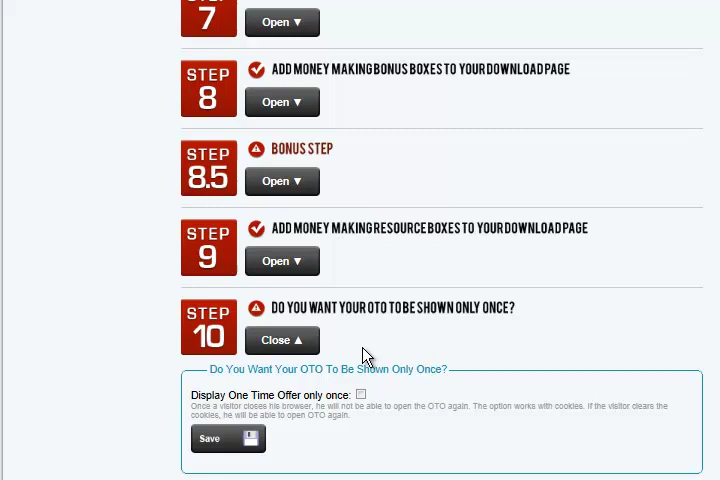 STEP
7
Open ▼
STEP
8
ADD MONEY MAKING BONUS BOXES TO YOUR DOWNLOAD PAGE
Open ▼
STEP
8.5
BONUS STEP
Open ▼
STEP
9
ADD MONEY MAKING RESOURCE BOXES TO YOUR DOWNLOAD PAGE
Open ▼
STEP
10
DO YOU WANT YOUR OTO TO BE SHOWN ONLY ONCE?
Close ▲
Do You Want Your OTO To Be Shown Only Once?
Display One Time Offer only once:
Once a visitor closes his browser, he will not be able to open the OTO again. The option works with cookies. If the visitor clears the
cookies, he will be able to open OTO again.
Save